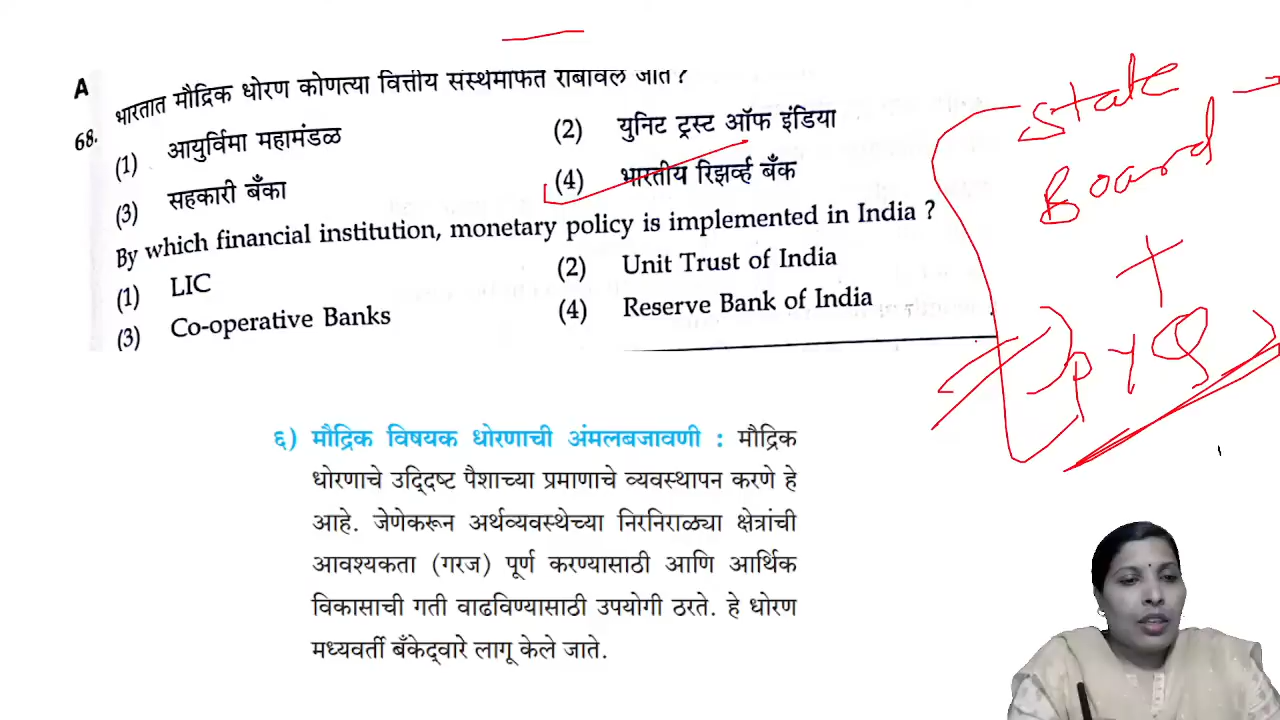 A
68. भारतात मौद्रिक धोरण कोणत्या वित्तीय संस्थेमार्फत राबविले जाते ?
(1) आयुर्विमा महामंडळ (2) युनिट ट्रस्ट ऑफ इंडिया
(3) सहकारी बँका (4) भारतीय रिझर्व्ह बँक
By which financial institution, monetary policy is implemented in India ?
(1) LIC (2) Unit Trust of India
(3) Co-operative Banks (4) Reserve Bank of India
State
Board
+
PYQ
६) मौद्रिक विषयक धोरणाची अंमलबजावणी : मौद्रिक
धोरणाचे उद्दिष्ट पैशाच्या प्रमाणाचे व्यवस्थापन करणे हे
आहे. जेणेकरून अर्थव्यवस्थेच्या निरनिराळ्या क्षेत्रांची
आवश्यकता (गरज) पूर्ण करण्यासाठी आणि आर्थिक
विकासाची गती वाढविण्यासाठी उपयोगी ठरते. हे धोरण
मध्यवर्ती बँकेद्वारे लागू केले जाते.